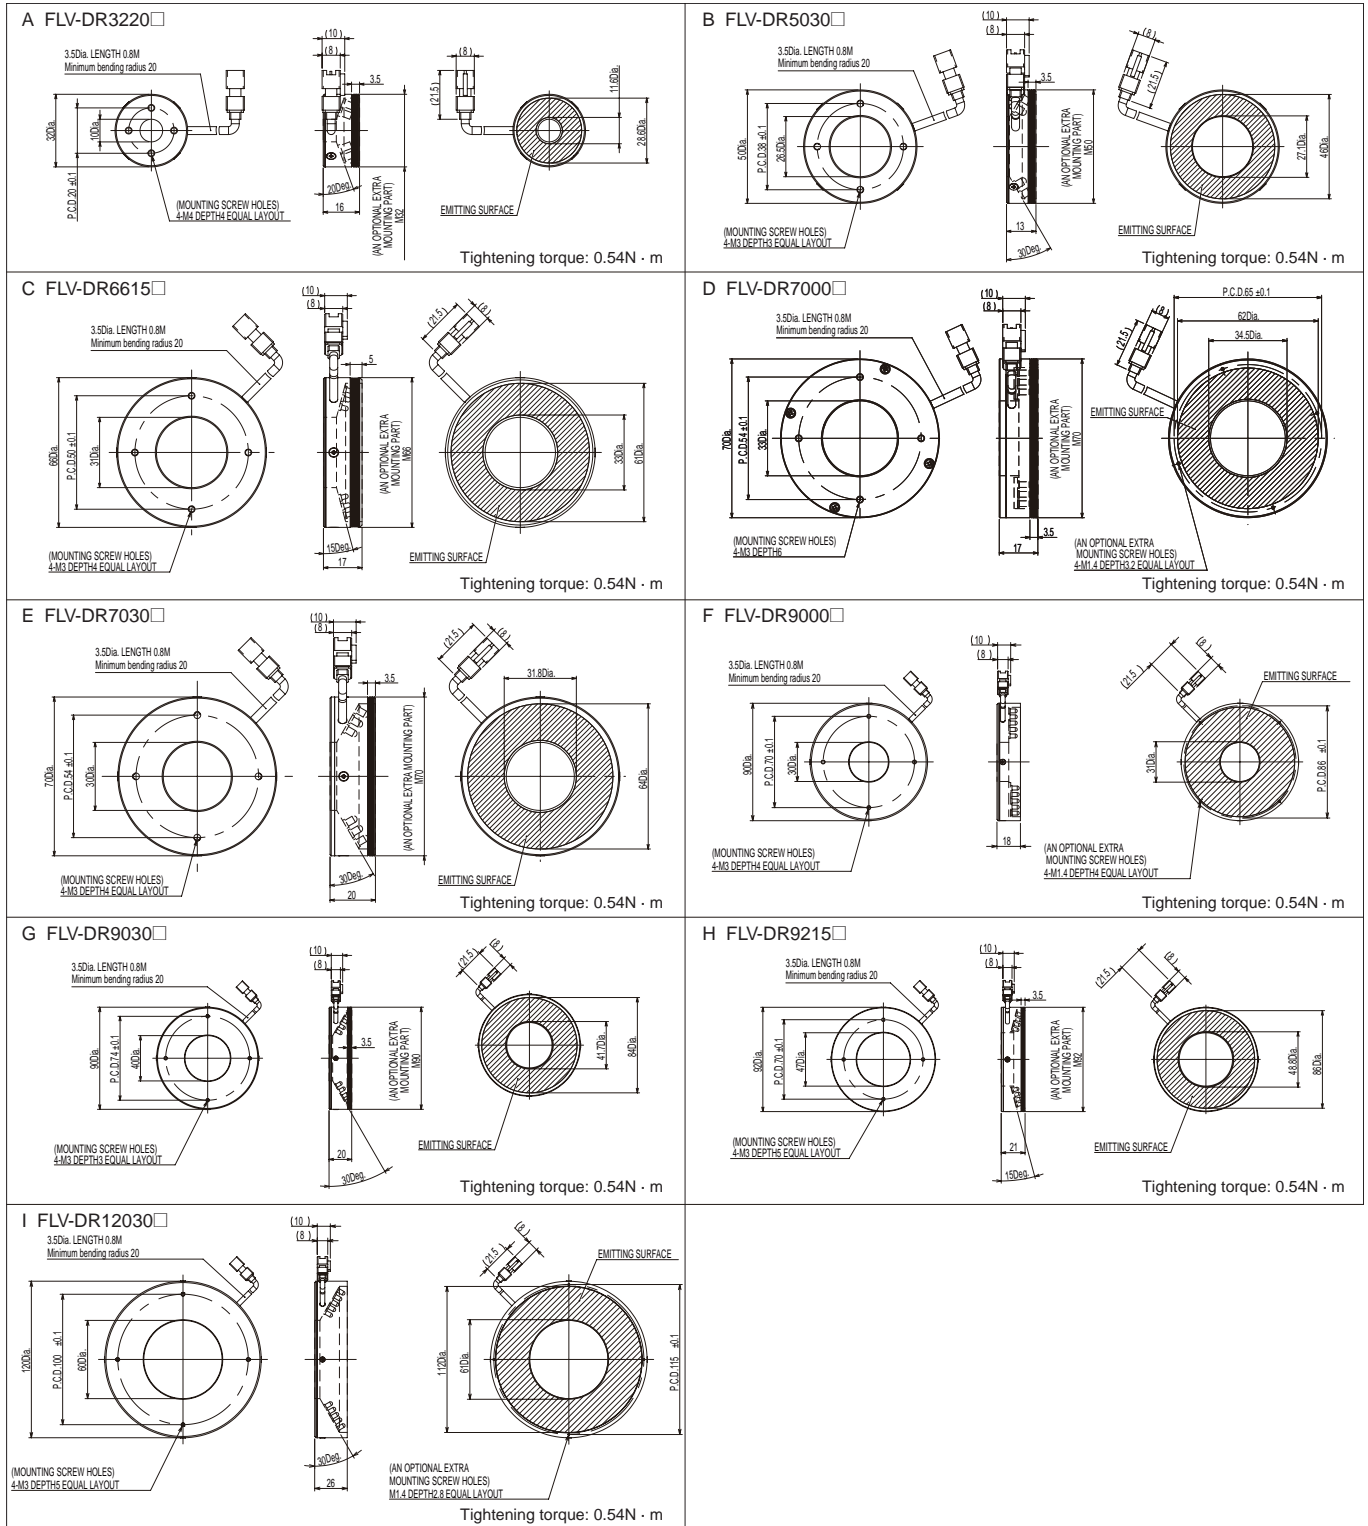 A FLV-DR3220□
3.5Dia. LENGTH 0.8M
Minimum bending radius 20
32Dia.
10Dia.
P.C.D.20 ±0.1
(MOUNTING SCREW HOLES)
4-M4 DEPTH4 EQUAL LAYOUT
(10)
(8)
3.5
20Deg.
16
(AN OPTIONAL EXTRA
MOUNTING PART)
M32
(8)
(21.5)
11.6Dia.
28.6Dia.
EMITTING SURFACE
Tightening torque: 0.54N · m
B FLV-DR5030□
3.5Dia. LENGTH 0.8M
Minimum bending radius 20
50Dia.
P.C.D.38 ±0.1
26.5Dia.
(MOUNTING SCREW HOLES)
4-M3 DEPTH3 EQUAL LAYOUT
(10)
(8)
3.5
13
30Deg.
(AN OPTIONAL EXTRA
MOUNTING PART)
M50
(8)
(21.5)
27.1Dia.
46Dia.
EMITTING SURFACE
Tightening torque: 0.54N · m
C FLV-DR6615□
3.5Dia. LENGTH 0.8M
Minimum bending radius 20
66Dia.
P.C.D.50 ±0.1
31Dia.
(MOUNTING SCREW HOLES)
4-M3 DEPTH4 EQUAL LAYOUT
(10)
(8)
5
15Deg.
17
(AN OPTIONAL EXTRA
MOUNTING PART)
M66
(21.5)
(8)
33Dia.
61Dia.
EMITTING SURFACE
Tightening torque: 0.54N · m
D FLV-DR7000□
3.5Dia. LENGTH 0.8M
Minimum bending radius 20
70Dia.
P.C.D.54 ±0.1
33Dia.
(MOUNTING SCREW HOLES)
4-M3 DEPTH6
(10)
(8)
17
3.5
(AN OPTIONAL EXTRA
MOUNTING PART)
M70
P.C.D.65 ±0.1
62Dia.
34.5Dia.
(8)
(21.5)
EMITTING SURFACE
(AN OPTIONAL EXTRA
MOUNTING SCREW HOLES)
4-M1.4 DEPTH3.2 EQUAL LAYOUT
Tightening torque: 0.54N · m
E FLV-DR7030□
3.5Dia. LENGTH 0.8M
Minimum bending radius 20
70Dia.
P.C.D.54 ±0.1
30Dia.
(MOUNTING SCREW HOLES)
4-M3 DEPTH4 EQUAL LAYOUT
(10)
(8)
3.5
30Deg.
20
(AN OPTIONAL EXTRA MOUNTING PART)
M70
(21.5)
(8)
31.8Dia.
64Dia.
EMITTING SURFACE
Tightening torque: 0.54N · m
F FLV-DR9000□
3.5Dia. LENGTH 0.8M
Minimum bending radius 20
90Dia.
P.C.D.70 ±0.1
30Dia.
(MOUNTING SCREW HOLES)
4-M3 DEPTH4 EQUAL LAYOUT
(10)
(8)
18
(21.5)
(8)
EMITTING SURFACE
31Dia.
P.C.D.86 ±0.1
(AN OPTIONAL EXTRA
MOUNTING SCREW HOLES)
4-M1.4 DEPTH4 EQUAL LAYOUT
Tightening torque: 0.54N · m
G FLV-DR9030□
3.5Dia. LENGTH 0.8M
Minimum bending radius 20
90Dia.
P.C.D.74 ±0.1
40Dia.
(MOUNTING SCREW HOLES)
4-M3 DEPTH3 EQUAL LAYOUT
(10)
(8)
3.5
20
30Deg.
(AN OPTIONAL EXTRA
MOUNTING PART)
M90
(21.5)
(8)
41.7Dia.
84Dia.
EMITTING SURFACE
Tightening torque: 0.54N · m
H FLV-DR9215□
3.5Dia. LENGTH 0.8M
Minimum bending radius 20
92Dia.
P.C.D.70 ±0.1
47Dia.
(MOUNTING SCREW HOLES)
4-M3 DEPTH5 EQUAL LAYOUT
(10)
(8)
3.5
21
15Deg.
(AN OPTIONAL EXTRA
MOUNTING PART)
M92
(21.5)
(8)
48.8Dia.
86Dia.
EMITTING SURFACE
Tightening torque: 0.54N · m
I FLV-DR12030□
3.5Dia. LENGTH 0.8M
Minimum bending radius 20
120Dia.
P.C.D.100 ±0.1
60Dia.
(MOUNTING SCREW HOLES)
4-M3 DEPTH5 EQUAL LAYOUT
(10)
(8)
30Deg.
26
(21.5)
(8)
EMITTING SURFACE
112Dia.
61Dia.
P.C.D.115 ±0.1
(AN OPTIONAL EXTRA
MOUNTING SCREW HOLES)
M1.4 DEPTH2.8 EQUAL LAYOUT
Tightening torque: 0.54N · m